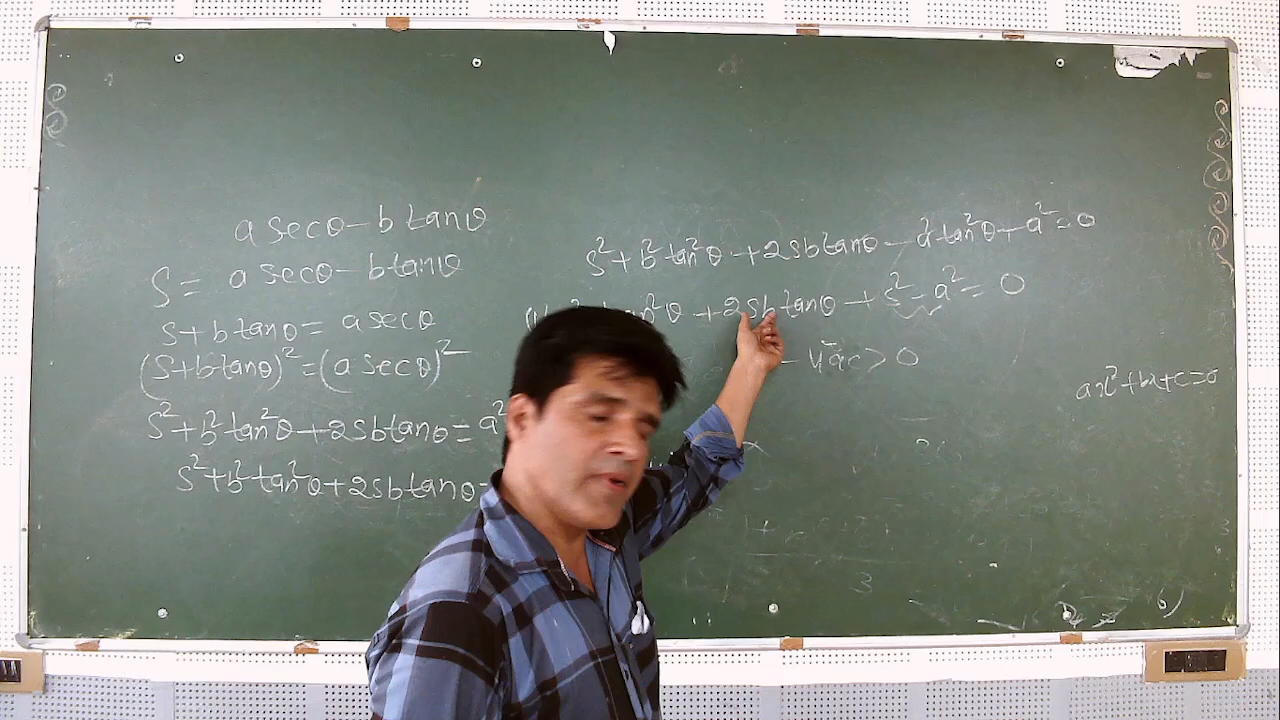 a secθ - b tanθ
S = a secθ - b tanθ
S + b tanθ = a secθ
(S + b tanθ)² = (a secθ)²
S² + b² tan²θ + 2Sb tanθ = a²
S² + b² tan²θ + 2Sb tanθ
S² + b² tan²θ + 2Sb tanθ - a² tan²θ - a² = 0
tan²θ + 2Sb tanθ + S² - a² = 0
- 4ac > 0
ax² + bx + c = 0